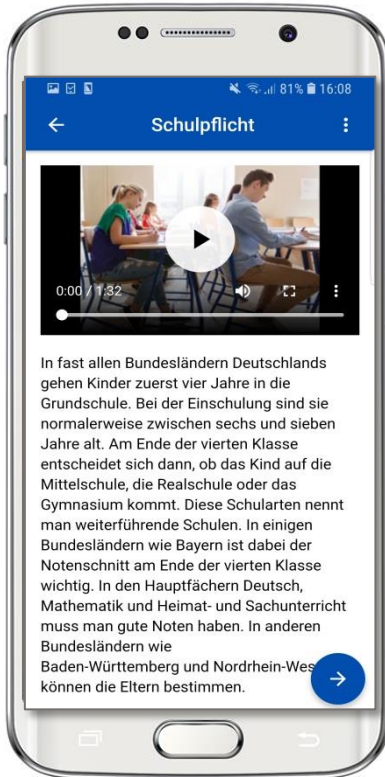 81% 16:08
Schulpflicht
0:00 / 1:32
In fast allen Bundesländern Deutschlands
gehen Kinder zuerst vier Jahre in die
Grundschule. Bei der Einschulung sind sie
normalerweise zwischen sechs und sieben
Jahre alt. Am Ende der vierten Klasse
entscheidet sich dann, ob das Kind auf die
Mittelschule, die Realschule oder das
Gymnasium kommt. Diese Schularten nennt
man weiterführende Schulen. In einigen
Bundesländern wie Bayern ist dabei der
Notenschnitt am Ende der vierten Klasse
wichtig. In den Hauptfächern Deutsch,
Mathematik und Heimat- und Sachunterricht
muss man gute Noten haben. In anderen
Bundesländern wie
Baden-Württemberg und
können die Eltern bestimmen.